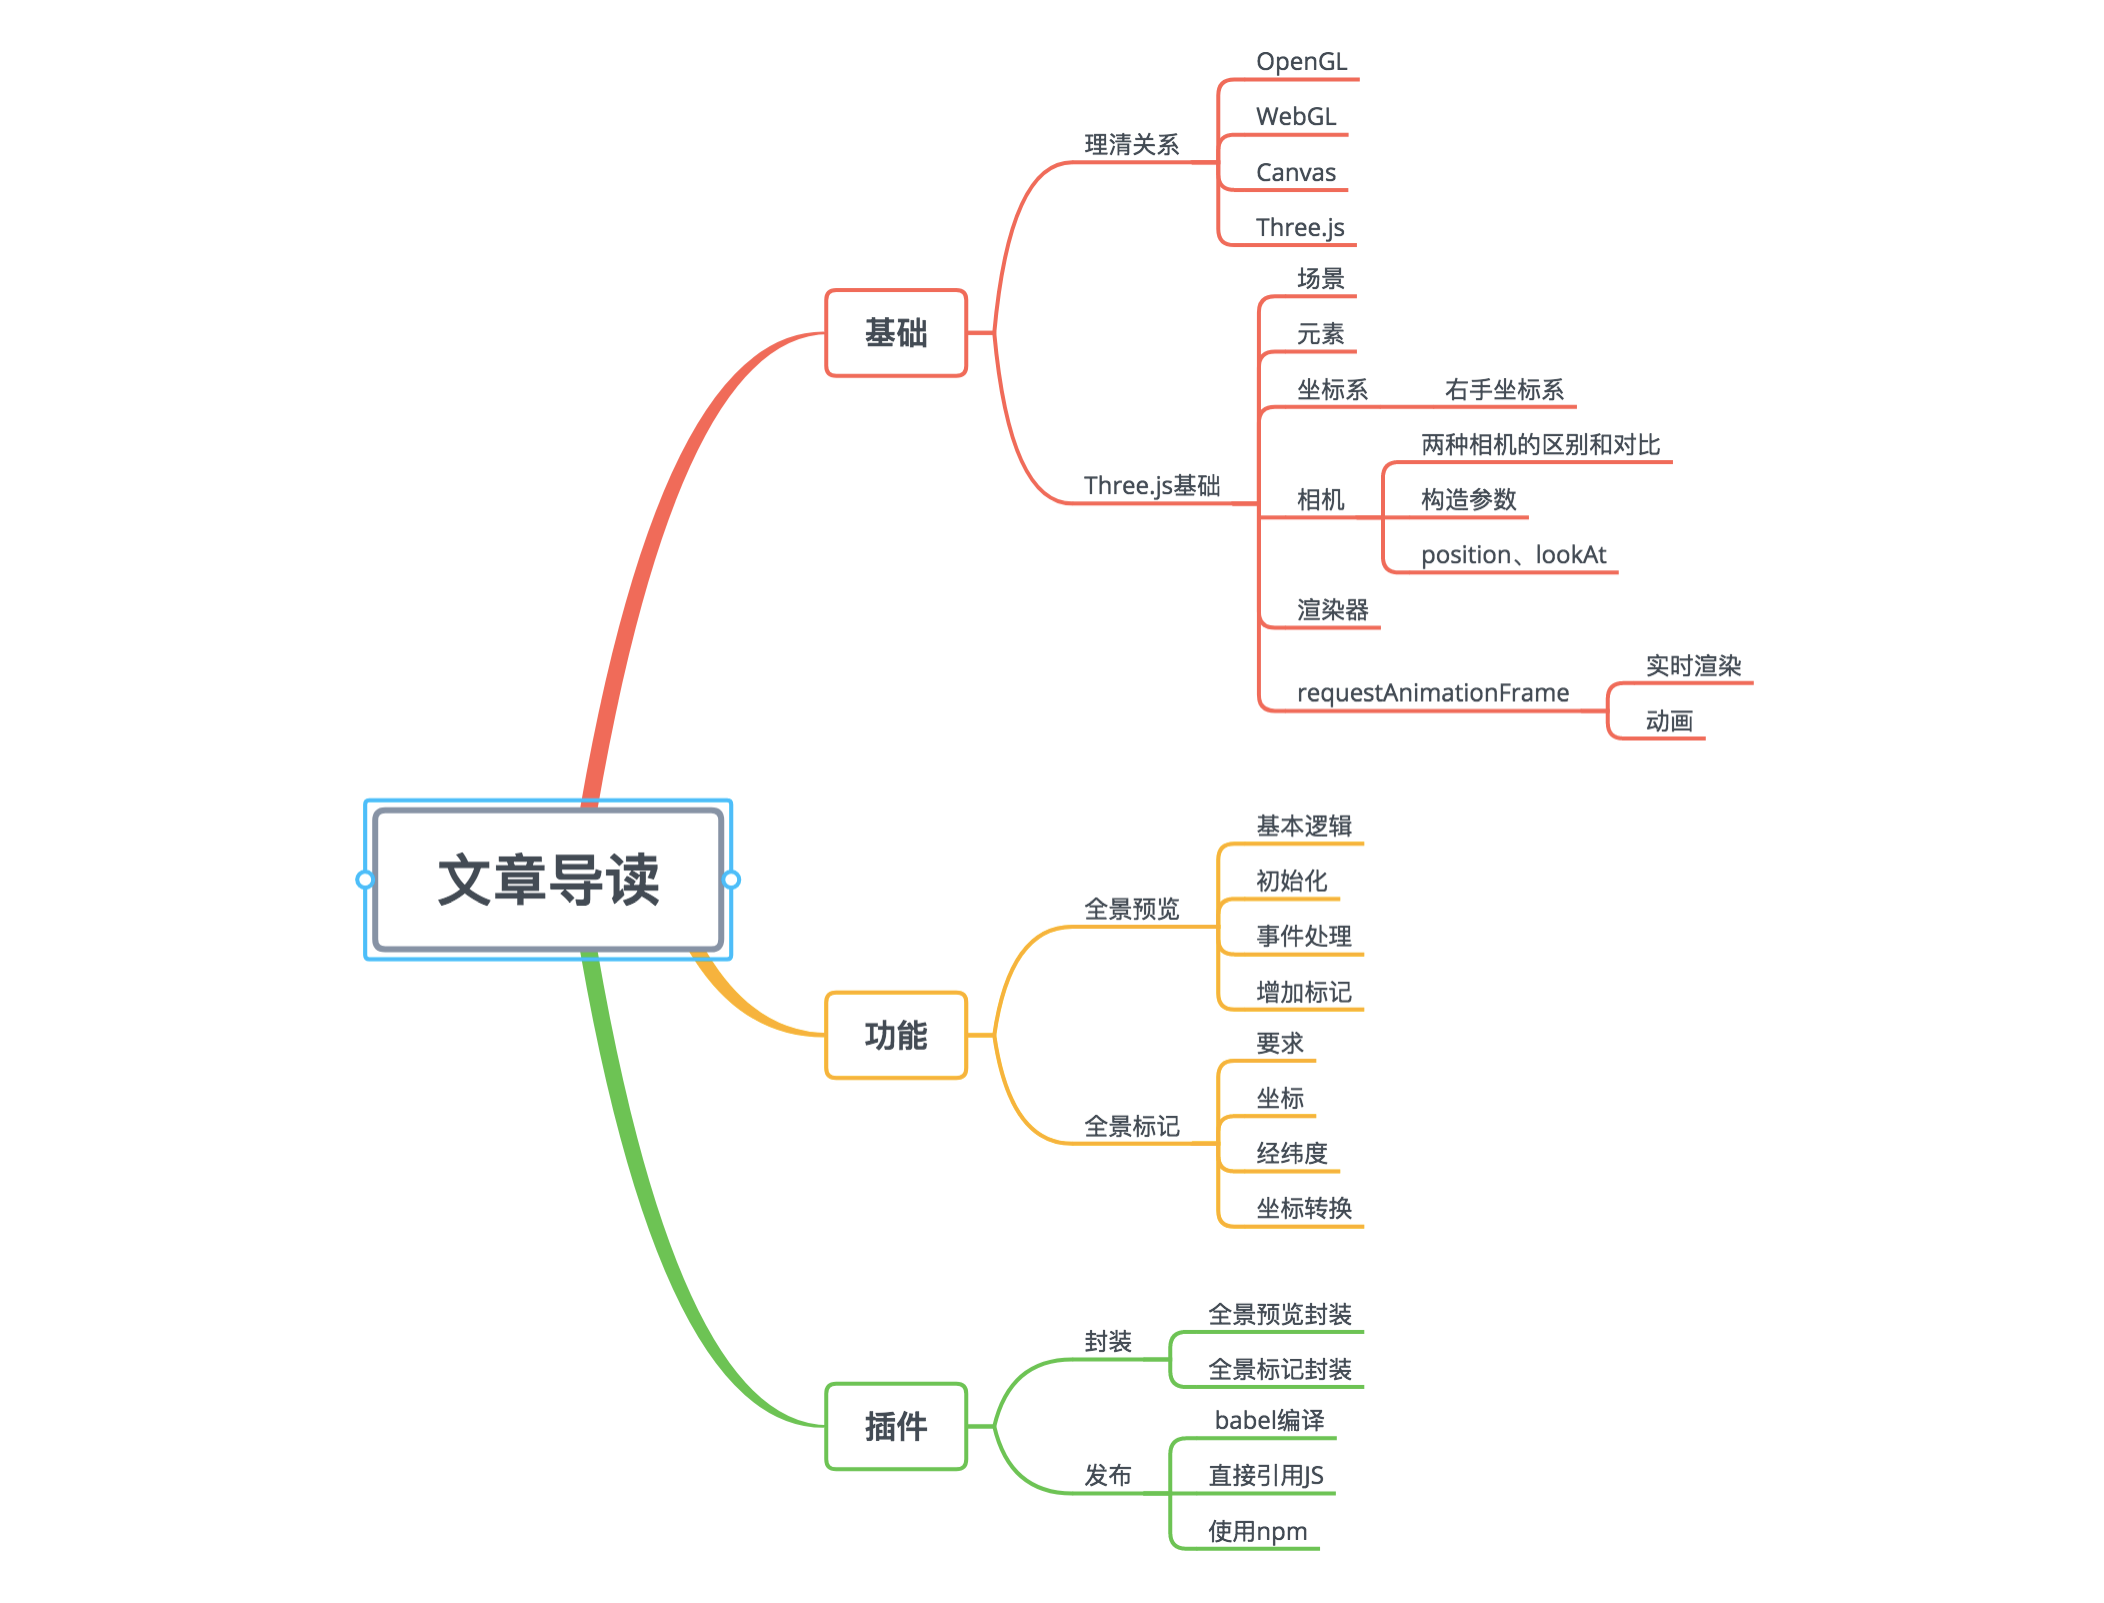 文章导读
基础
理清关系
OpenGL
WebGL
Canvas
Three.js
Three.js基础
场景
元素
坐标系
右手坐标系
相机
两种相机的区别和对比
构造参数
position、lookAt
渲染器
requestAnimationFrame
实时渲染
动画
功能
全景预览
基本逻辑
初始化
事件处理
增加标记
全景标记
要求
坐标
经纬度
坐标转换
插件
封装
全景预览封装
全景标记封装
发布
babel编译
直接引用JS
使用npm